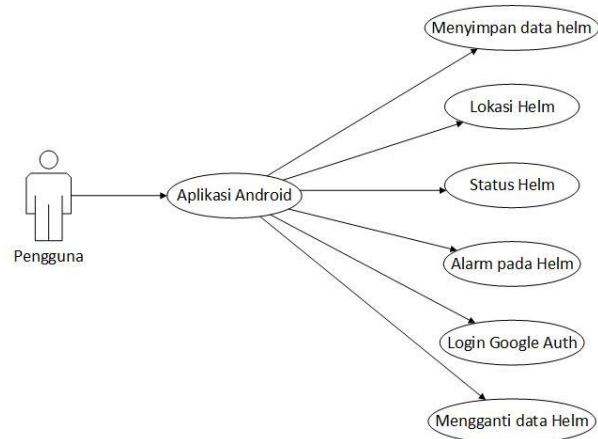 Menyimpan data helm
Lokasi Helm
Aplikasi Android
Status Helm
Pengguna
Alarm pada Helm
Login Google Auth
Mengganti data Helm